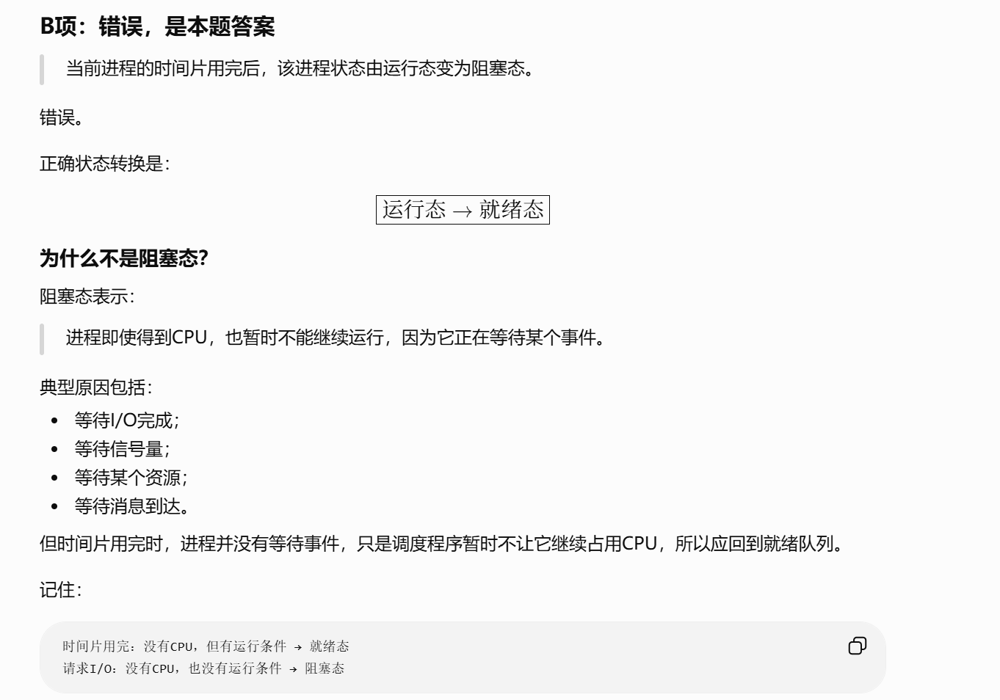 B项：错误，是本题答案
当前进程的时间片用完后，该进程状态由运行态变为阻塞态。
错误。
正确状态转换是：
运行态 → 就绪态
为什么不是阻塞态？
阻塞态表示：
进程即使得到CPU，也暂时不能继续运行，因为它正在等待某个事件。
典型原因包括：
• 等待I/O完成；
• 等待信号量；
• 等待某个资源；
• 等待消息到达。
但时间片用完时，进程并没有等待事件，只是调度程序暂时不让它继续占用CPU，所以应回到就绪队列。
记住：
时间片用完：没有CPU，但有运行条件 → 就绪态
请求I/O：没有CPU，也没有运行条件 → 阻塞态